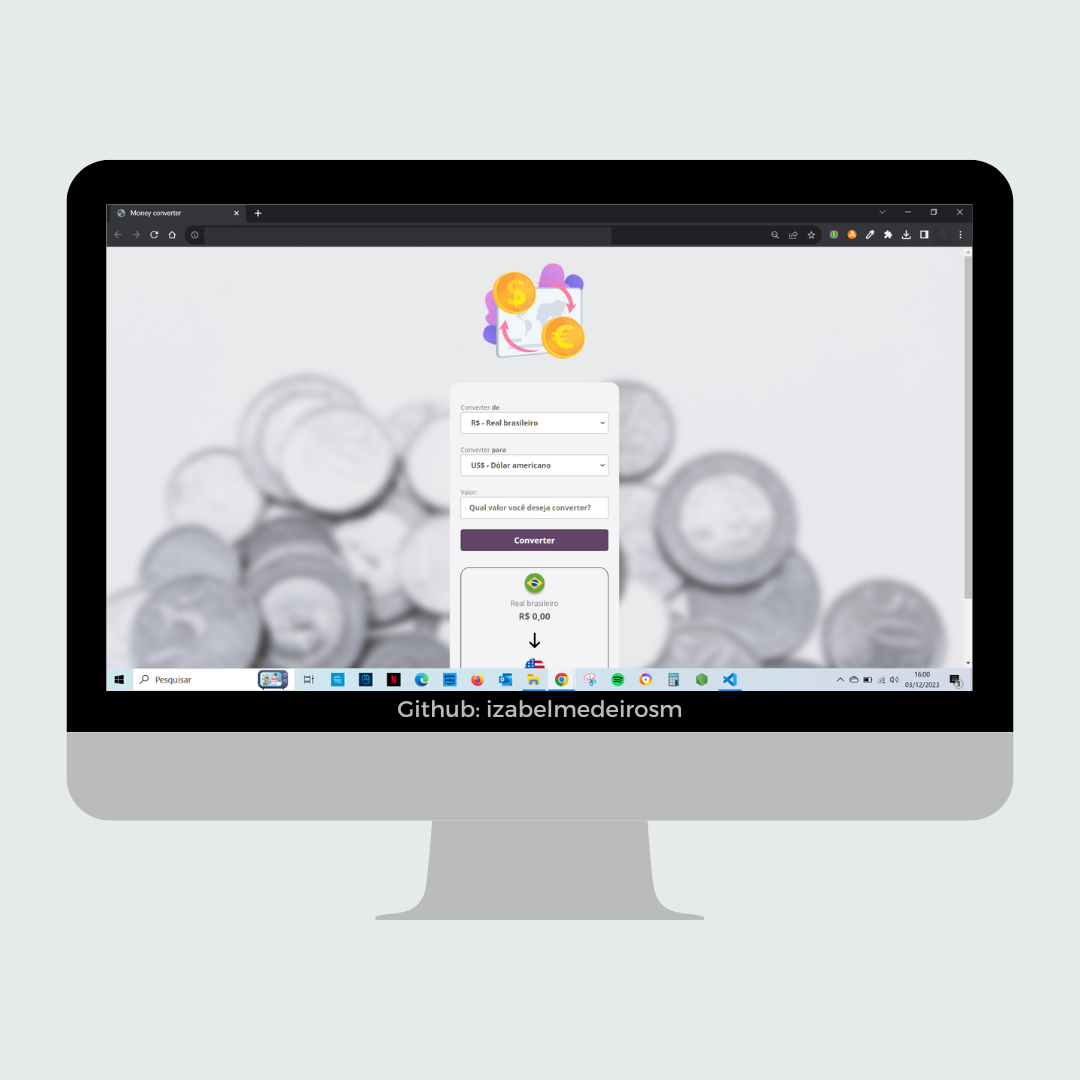 Money converter
$
€
Converter de
R$ - Real brasileiro
Converter para
US$ - Dólar americano
Valor:
Qual valor você deseja converter?
Converter
Real brasileiro
R$ 0,00
Pesquisar
N
16:00
03/12/2023
3
Github: izabelmedeirosm